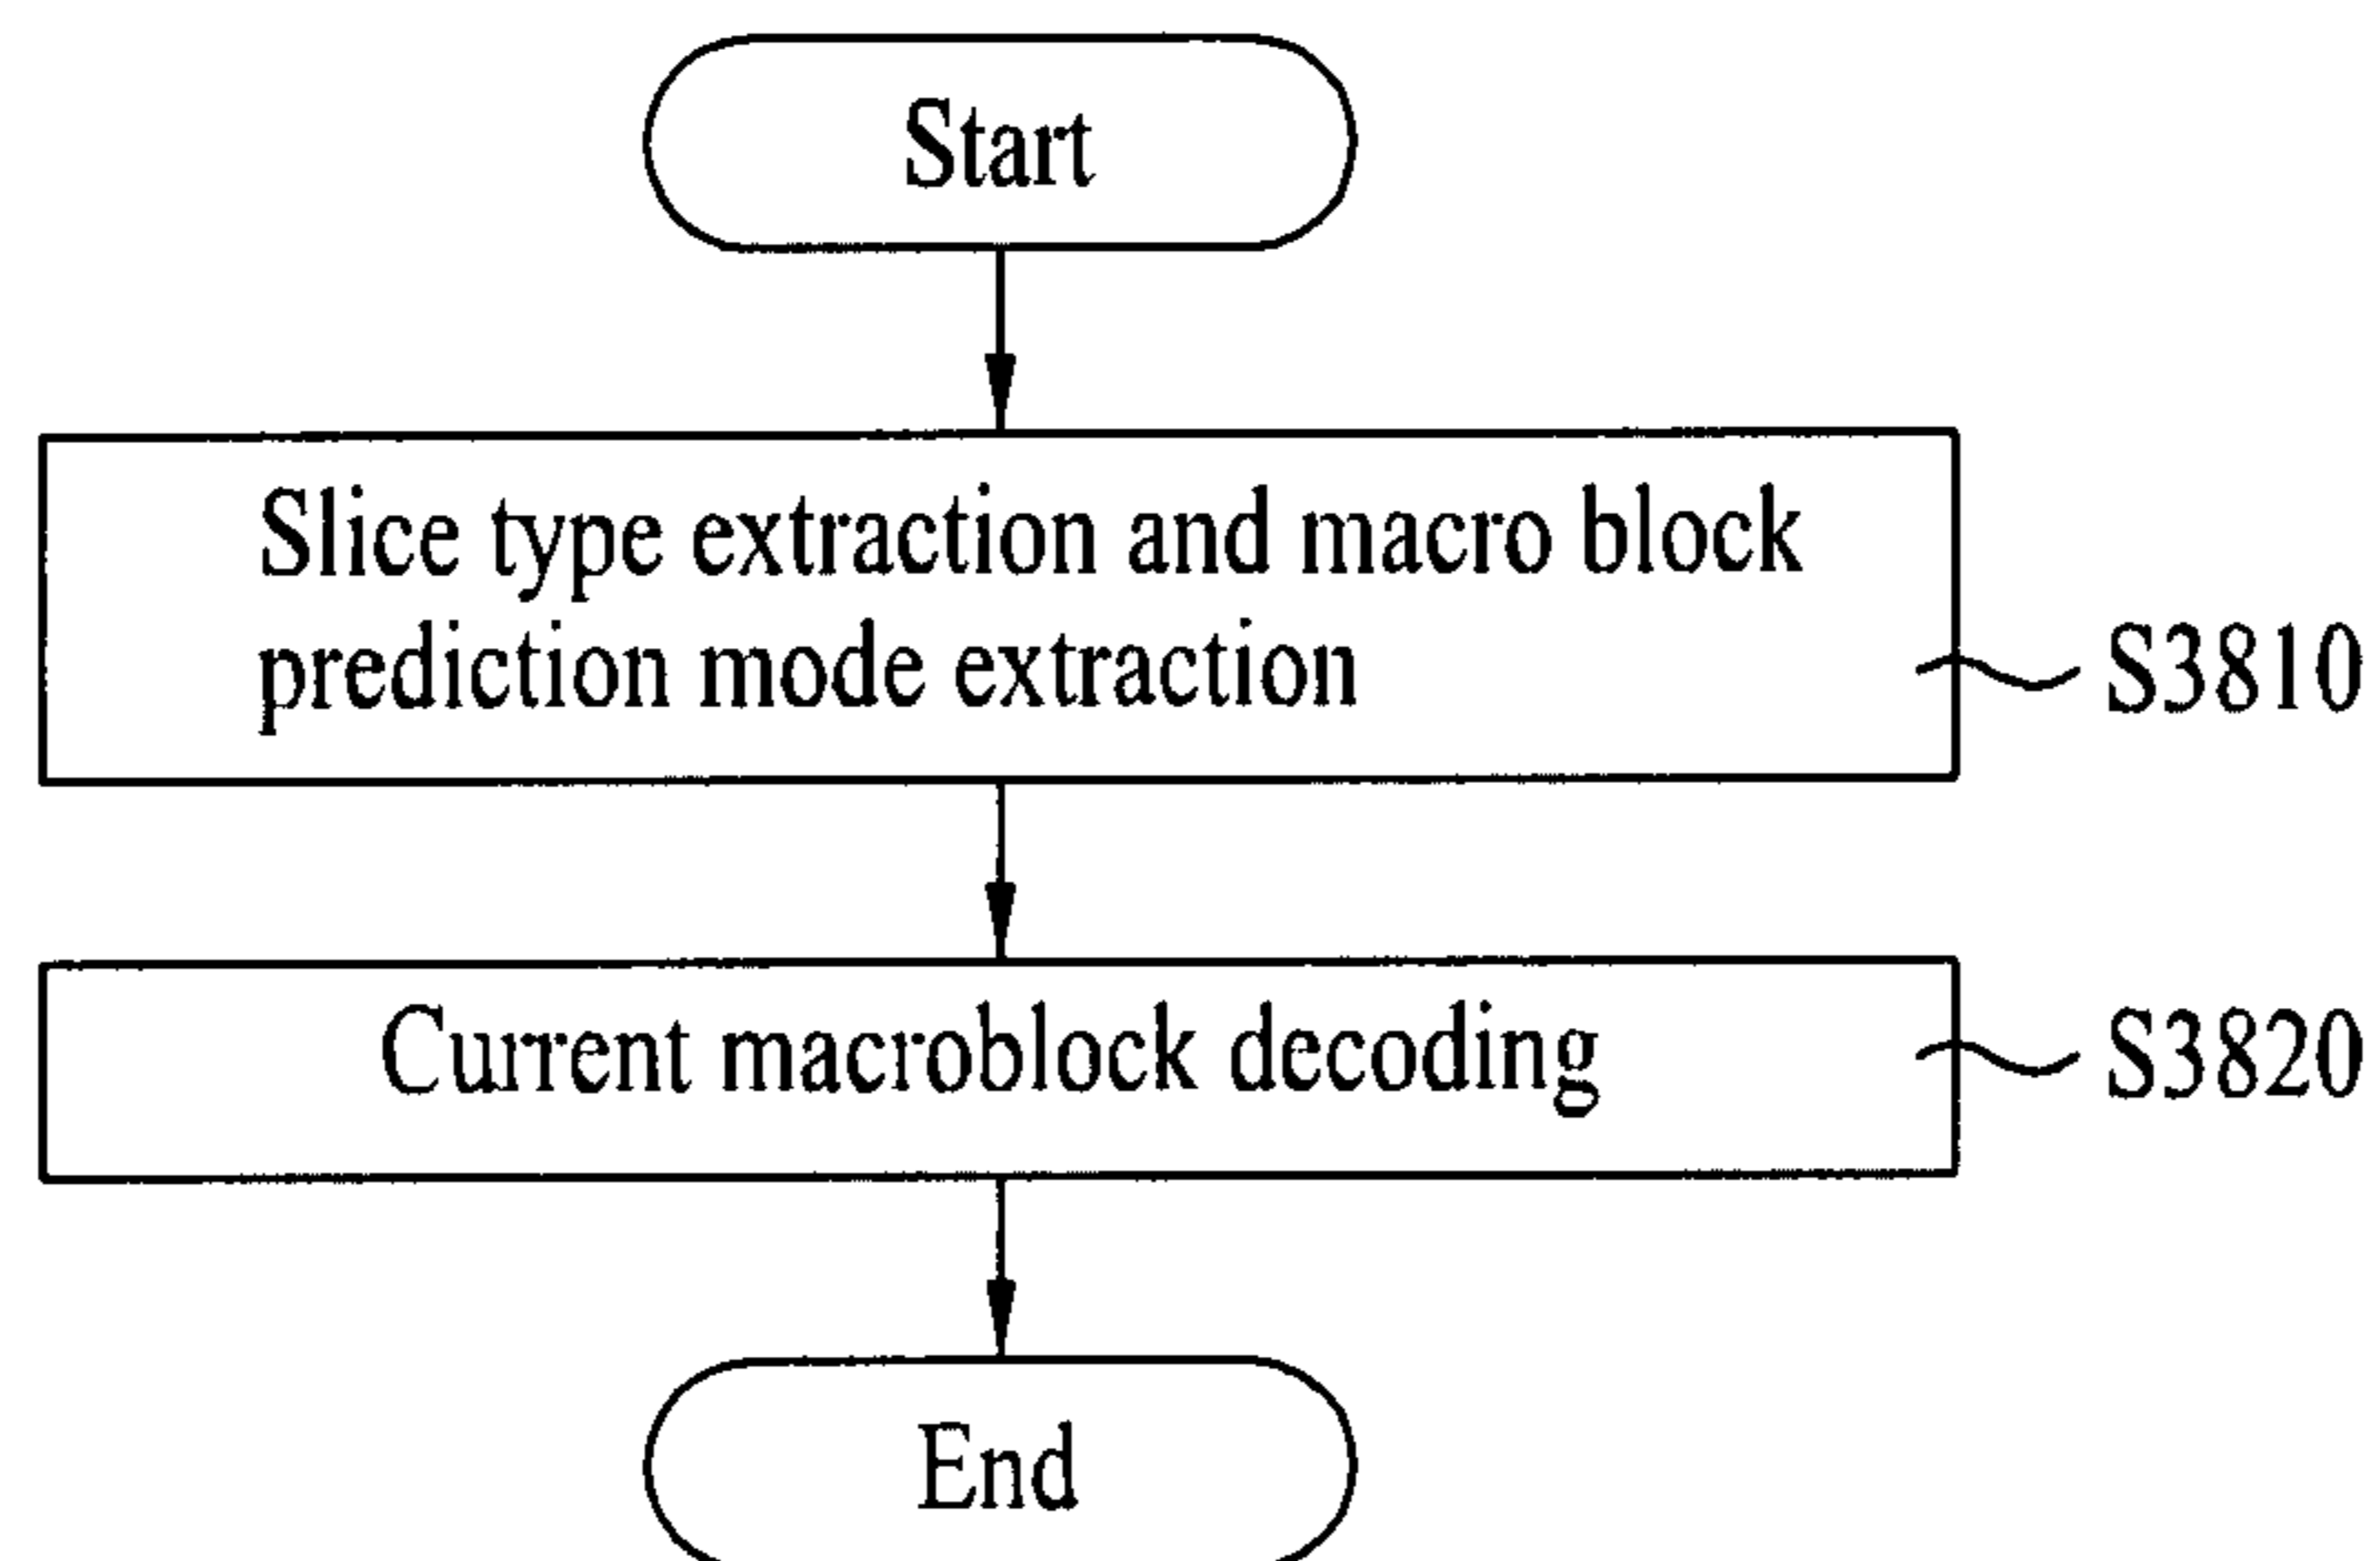 Start
Slice type extraction and macro block
prediction mode extraction
S3810
Current macroblock decoding
S3820
End